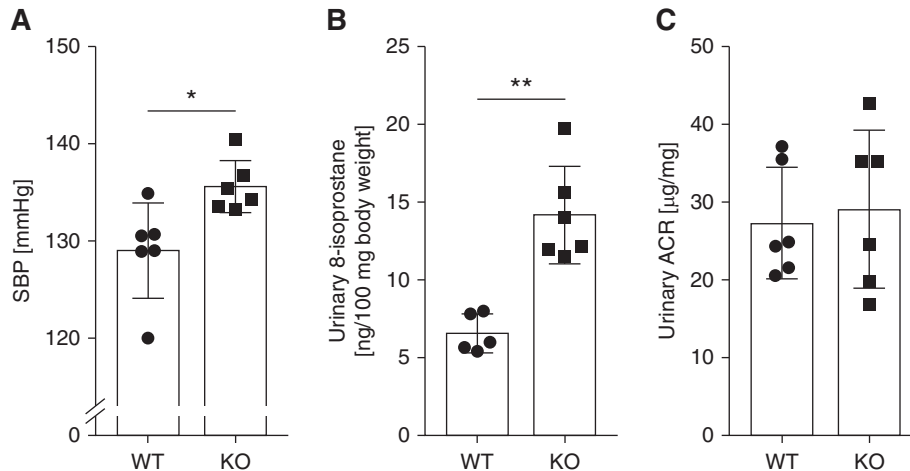 A
SBP [mmHg]
150
140
130
120
0
*
WT
KO
B
Urinary 8-isoprostane
[ng/100 mg body weight]
25
20
15
10
5
0
**
WT
KO
C
Urinary ACR [μg/mg]
50
40
30
20
10
0
WT
KO